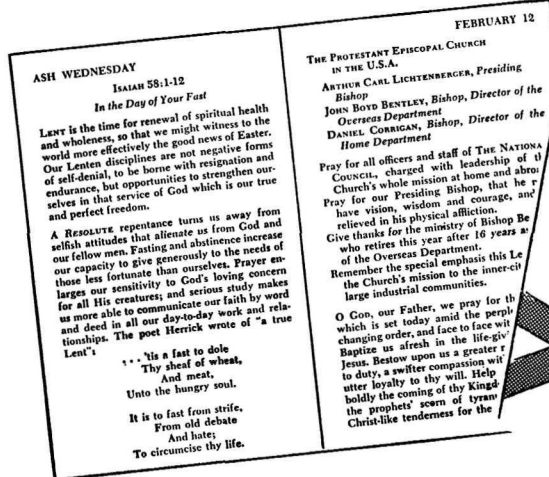 ASH WEDNESDAY
ISAIAH 58:1-12
In the Day of Your Fast
LENT is the time for renewal of spiritual health
and wholeness, so that we might witness to the
world more effectively the good news of Easter.
Our Lenten disciplines are not negative forms
of self-denial, to be borne with resignation and
endurance, but opportunities to strengthen our-
selves in that service of God which is our true
and perfect freedom.
A RESOLUTE repentance turns us away from
selfish attitudes that alienate us from God and
our fellow men. Fasting and abstinence increase
our capacity to give generously to the needs of
those less fortunate than ourselves. Prayer en-
larges our sensitivity to God's loving concern
for all His creatures; and serious study makes
us more able to communicate our faith by word
and deed in all our day-to-day work and rela-
tionships. The poet Herrick wrote of "a true
Lent":
. . . 'tis a fast to dole
Thy sheaf of wheat,
And meat,
Unto the hungry soul.
It is to fast from strife,
From old debate
And hate;
To circumcise thy life.
FEBRUARY 12
THE PROTESTANT EPISCOPAL CHURCH
IN THE U.S.A.
ARTHUR CARL LICHTENBERGER, Presiding
Bishop
JOHN BOYD BENTLEY, Bishop, Director of the
Overseas Department
DANIEL CORRIGAN, Bishop, Director of the
Home Department
Pray for all officers and staff of THE NATIONA
COUNCIL, charged with leadership of th
Church's whole mission at home and abro
Pray for our Presiding Bishop, that he
have vision, wisdom and courage, and
relieved in his physical affliction.
Give thanks for the ministry of Bishop Be
who retires this year after 16 years as
of the Overseas Department.
Remember the special emphasis this Le
the Church's mission to the inner-cit
large industrial communities.
O GOD, our Father, we pray for th
which is set today amid the perple
changing order, and face to face wit
Baptize us afresh in the life-giv
Jesus. Bestow upon us a greater
to duty, a swifter compassion wit
utter loyalty to thy will. Help
boldly the coming of thy Kingd
the prophets' scorn of tyran
Christ-like tenderness for the